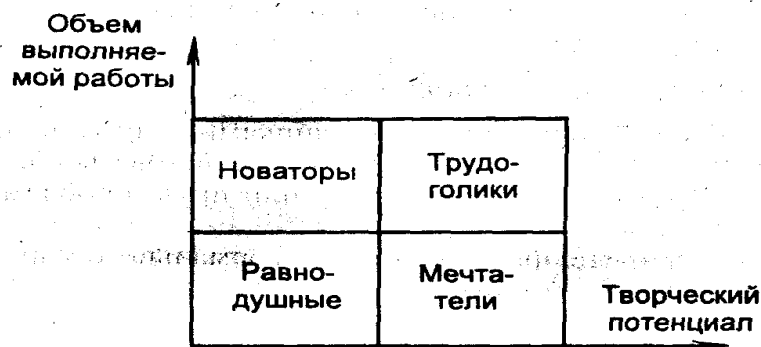 Объем
выполняе-
мой работы
Новаторы
Трудо-
голики
Равно-
душные
Мечта-
тели
Творческий
потенциал